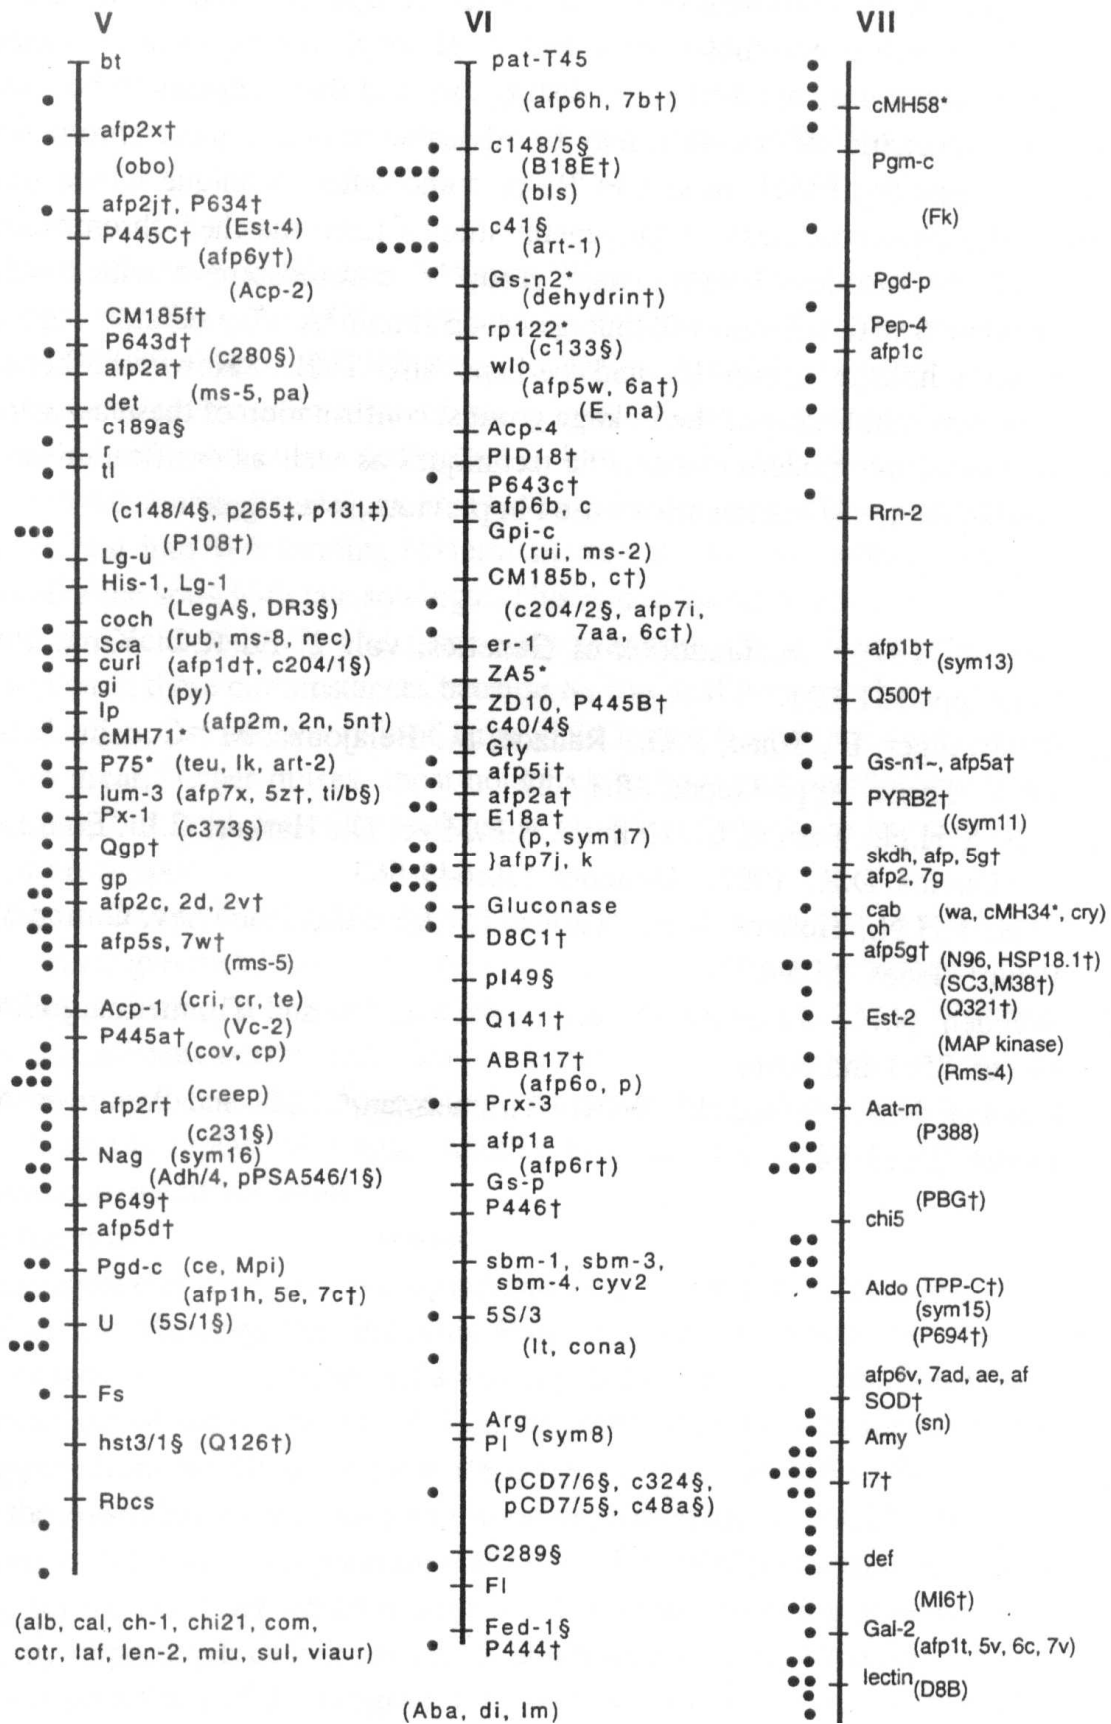 V
bt
afp2x†
(obo)
afp2j†, P634†
P445C† (Est-4)
(afp6y†)
(Acp-2)
CM185f†
P643d†
(c280§)
afp2a†
(ms-5, pa)
det
c189a§
r
tl
(c148/4§, p265‡, p131‡)
(P108†)
Lg-u
His-1, Lg-1
(LegA§, DR3§)
coch
(rub, ms-8, nec)
Sca
curl (afp1d†, c204/1§)
gi (py)
lp
(afp2m, 2n, 5n†)
cMH71*
P75* (teu, lk, art-2)
lum-3 (afp7x, 5z†, ti/b§)
Px-1
(c373§)
Qgp†
gp
afp2c, 2d, 2v†
afp5s, 7w†
(rms-5)
Acp-1 (cri, cr, te)
(Vc-2)
P445a†
(cov, cp)
afp2r† (creep)
(c231§)
Nag (sym16)
(Adh/4, pPSA546/1§)
P649†
afp5d†
Pgd-c (ce, Mpi)
(afp1h, 5e, 7c†)
U (5S/1§)
Fs
hst3/1§ (Q126†)
Rbcs
(alb, cal, ch-1, chi21, com,
cotr, laf, len-2, miu, sul, viaur)
VI
pat-T45
(afp6h, 7b†)
c148/5§
(B18E†)
(bls)
c41§
(art-1)
Gs-n2*
(dehydrin†)
rp122*
(c133§)
wlo
(afp5w, 6a†)
(E, na)
Acp-4
PID18†
P643c†
afp6b, c
Gpi-c
(rui, ms-2)
CM185b, c†)
(c204/2§, afp7i,
7aa, 6c†)
ZA5*
ZD10, P445B†
c40/4§
Gty
afp5i†
afp2a†
E18a†
(p, sym17)
}afp7j, k
Gluconase
D8C1†
pI49§
Q141†
ABR17†
(afp6o, p)
Prx-3
afp1a
(afp6r†)
Gs-p
P446†
sbm-1, sbm-3,
sbm-4, cyv2
5S/3
(lt, cona)
Arg
Pl (sym8)
(pCD7/6§, c324§,
pCD7/5§, c48a§)
C289§
Fl
Fed-1§
P444†
(Aba, di, lm)
VII
cMH58*
Pgm-c
(Fk)
Pgd-p
Pep-4
afp1c
Rrn-2
afp1b†
(sym13)
Q500†
Gs-n1~, afp5a†
PYRB2†
((sym11)
skdh, afp, 5g†
afp2, 7g
cab (wa, cMH34*, cry)
oh
afp5g† (N96, HSP18.1†)
(SC3,M38†)
(Q321†)
Est-2
(MAP kinase)
(Rms-4)
Aat-m
(P388)
(PBG†)
chi5
Aldo (TPP-C†)
(sym15)
(P694†)
afp6v, 7ad, ae, af
SOD†
(sn)
Amy
I7†
def
(MI6†)
Gal-2
(afp1t, 5v, 6c, 7v)
lectin
(D8B)